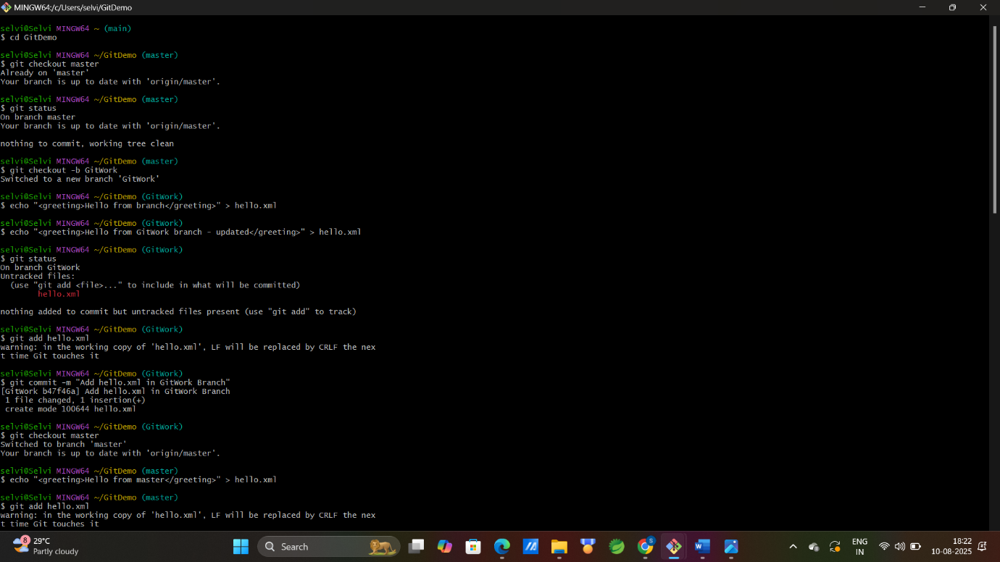 MINGW64:/c/Users/selvi/GitDemo
selvi@Selvi MINGW64 ~ (main)
$ cd GitDemo
selvi@Selvi MINGW64 ~/GitDemo (master)
$ git checkout master
Already on 'master'
Your branch is up to date with 'origin/master'.
selvi@Selvi MINGW64 ~/GitDemo (master)
$ git status
On branch master
Your branch is up to date with 'origin/master'.
nothing to commit, working tree clean
selvi@Selvi MINGW64 ~/GitDemo (master)
$ git checkout -b GitWork
Switched to a new branch 'GitWork'
selvi@Selvi MINGW64 ~/GitDemo (GitWork)
$ echo "<greeting>Hello from branch</greeting>" > hello.xml
selvi@Selvi MINGW64 ~/GitDemo (GitWork)
$ echo "<greeting>Hello from GitWork branch - updated</greeting>" > hello.xml
selvi@Selvi MINGW64 ~/GitDemo (GitWork)
$ git status
On branch GitWork
Untracked files:
  (use "git add <file>..." to include in what will be committed)
        hello.xml
nothing added to commit but untracked files present (use "git add" to track)
selvi@Selvi MINGW64 ~/GitDemo (GitWork)
$ git add hello.xml
warning: in the working copy of 'hello.xml', LF will be replaced by CRLF the nex
t time Git touches it
selvi@Selvi MINGW64 ~/GitDemo (GitWork)
$ git commit -m "Add hello.xml in GitWork Branch"
[GitWork b47f46a] Add hello.xml in GitWork Branch
 1 file changed, 1 insertion(+)
 create mode 100644 hello.xml
selvi@Selvi MINGW64 ~/GitDemo (GitWork)
$ git checkout master
Switched to branch 'master'
Your branch is up to date with 'origin/master'.
selvi@Selvi MINGW64 ~/GitDemo (master)
$ echo "<greeting>Hello from master</greeting>" > hello.xml
selvi@Selvi MINGW64 ~/GitDemo (master)
$ git add hello.xml
warning: in the working copy of 'hello.xml', LF will be replaced by CRLF the nex
t time Git touches it
8
29°C
Partly cloudy
Search
S
W
ENG
IN
18:22
10-08-2025